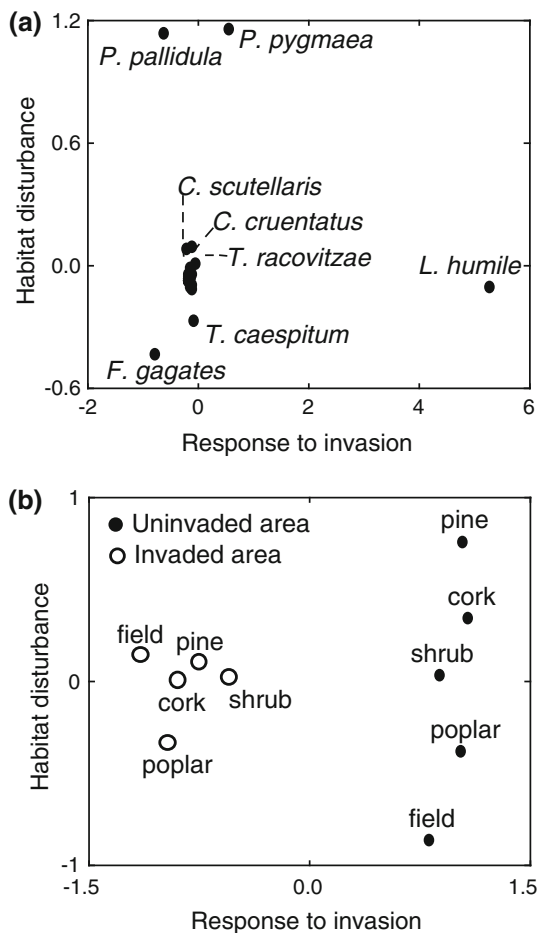 (a)
1.2
P. pallidula
P. pygmaea
0.6
C. scutellaris
C. cruentatus
T. racovitzae
L. humile
0.0
T. caespitum
F. gagates
-0.6
-2
0
2
4
6
Habitat disturbance
Response to invasion
(b)
1
Uninvaded area
Invaded area
pine
cork
field
pine
shrub
0
cork
shrub
poplar
poplar
field
-1
-1.5
0.0
1.5
Habitat disturbance
Response to invasion